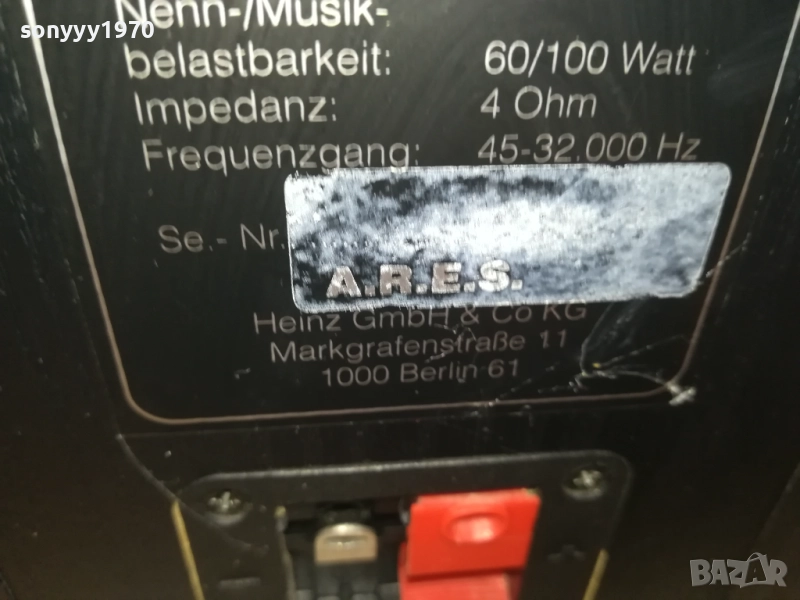 sonyyy1970
Nenn-/Musik-
belastbarkeit: 60/100 Watt
Impedanz: 4 Ohm
Frequenzgang: 45-32.000 Hz
Se.- Nr.
A.R.E.S.
Heinz GmbH & Co KG
Markgrafenstraße 11
1000 Berlin 61
- +
BAZAR